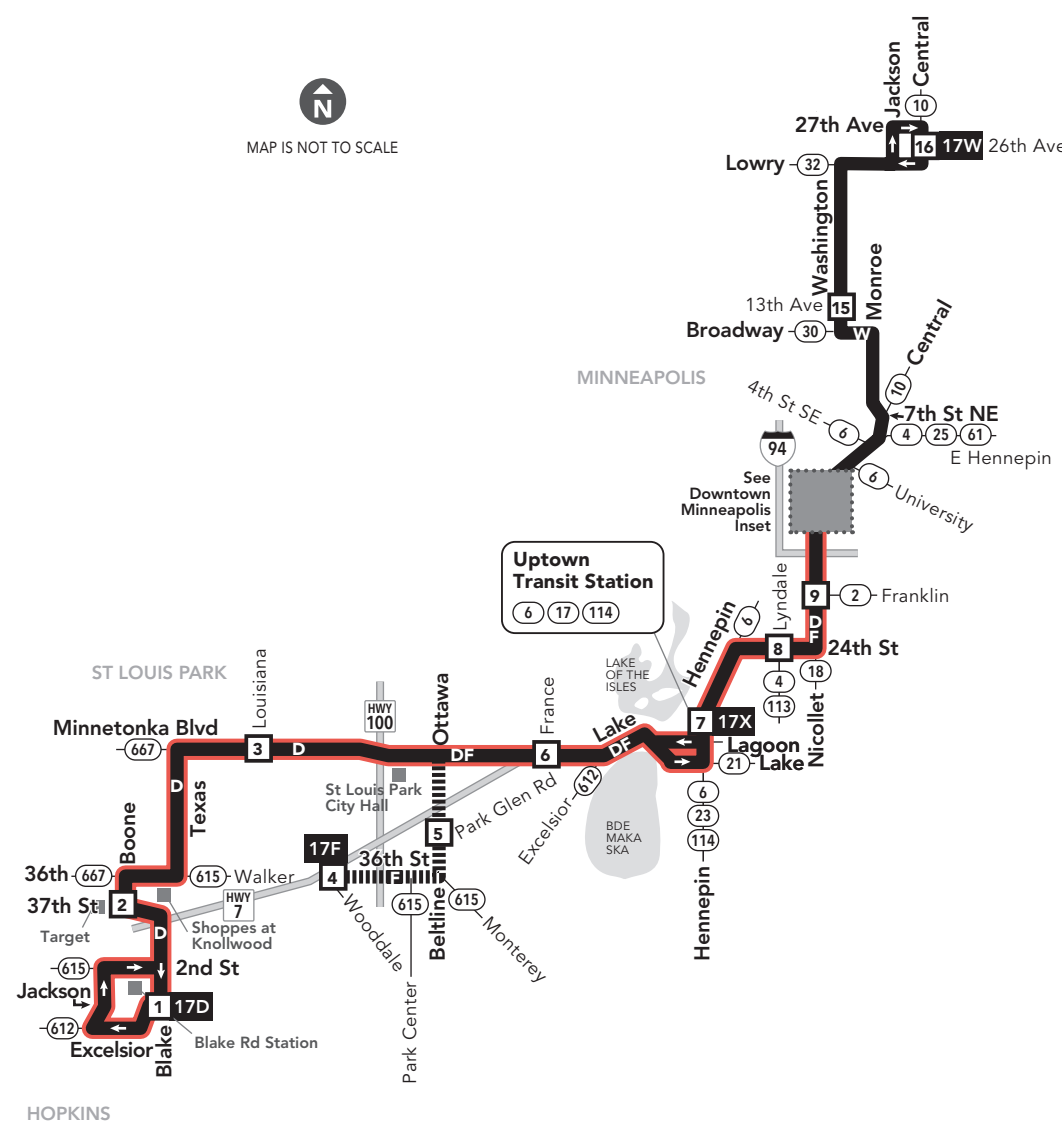 Central
Jackson
10
N
27th Ave
16
17W
26th Ave
MAP IS NOT TO SCALE
Lowry
32
Washington
Monroe
13th Ave
15
Broadway
30
W
Central
MINNEAPOLIS
10
4th St SE
7th St NE
6
4
25
61
94
E Hennepin
See
Downtown
Minneapolis
Inset
6
University
Uptown
Transit Station
6
17
114
Lyndale
9
2
Franklin
Hennepin
6
D
F
8
24th St
Louisiana
ST LOUIS PARK
LAKE
OF THE
ISLES
18
4
113
HWY
100
Ottawa
France
Nicollet
Minnetonka Blvd
Lake
7
17X
667
3
D
DF
6
DF
Lagoon
Lake
21
612
D
Texas
St Louis Park
City Hall
Park Glen Rd
Excelsior
6
23
114
BDE
MAKA
SKA
Boone
5
17F
36th St
36th
667
615
Walker
4
F
HWY
7
615
615
Hennepin
37th St
2
Target
Shoppes at
Knollwood
Wooddale
Beltline
Monterey
D
615
2nd St
Jackson
1
17D
612
Excelsior
Blake
Blake Rd Station
Park Center
HOPKINS